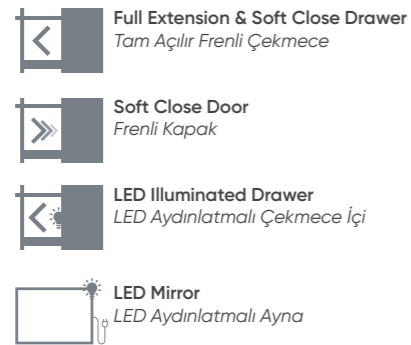 Full Extension & Soft Close Drawer
Tam Açılır Frenli Çekmece
Soft Close Door
Frenli Kapak
LED Illuminated Drawer
LED Aydınlatmalı Çekmece İçi
LED Mirror
LED Aydınlatmalı Ayna